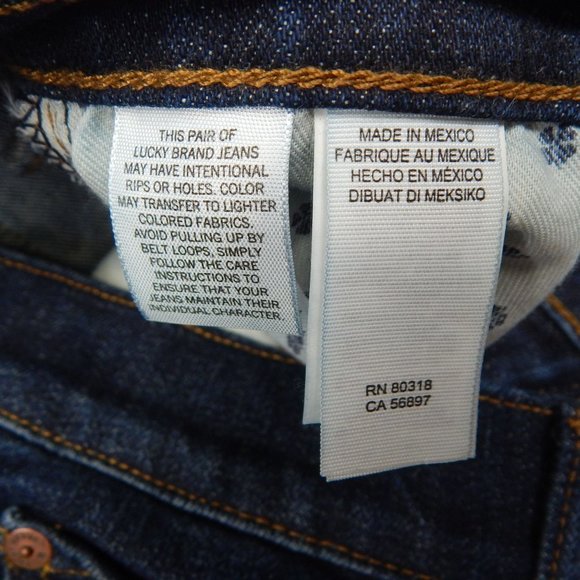 THIS PAIR OF
LUCKY BRAND JEANS
MAY HAVE INTENTIONAL
RIPS OR HOLES. COLOR
MAY TRANSFER TO LIGHTER
COLORED FABRICS.
AVOID PULLING UP BY
BELT LOOPS, SIMPLY
FOLLOW THE CARE
INSTRUCTIONS TO
ENSURE THAT YOUR
JEANS MAINTAIN THEIR
INDIVIDUAL CHARACTER
MADE IN MEXICO
FABRIQUE AU MEXIQUE
HECHO EN MÉXICO
DIBUAT DI MEKSIKO
RN 80318
CA 56897